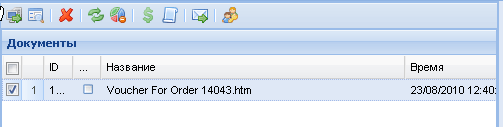 Документы
ID ... Название Время
1 1... Voucher For Order 14043.htm 23/08/2010 12:40: